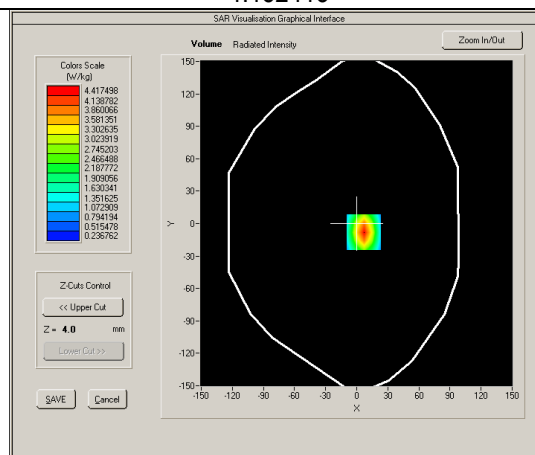 SAR Visualisation Graphical Interface
Volume Radiated Intensity
Zoom In/Out
Colors Scale
(W/kg)
4.417498
4.138782
3.860066
3.581351
3.302635
3.023919
2.745203
2.466488
2.187772
1.909056
1.630341
1.351625
1.072909
0.794194
0.515478
0.236762
Z-Cuts Control
<< Upper Cut
Z = 4.0 mm
Lower Cut >>
SAVE
Cancel
150
120
90
60
30
0
-30
-60
-90
-120
-150
Y
-150 -120 -90 -60 -30 0 30 60 90 120 150
X